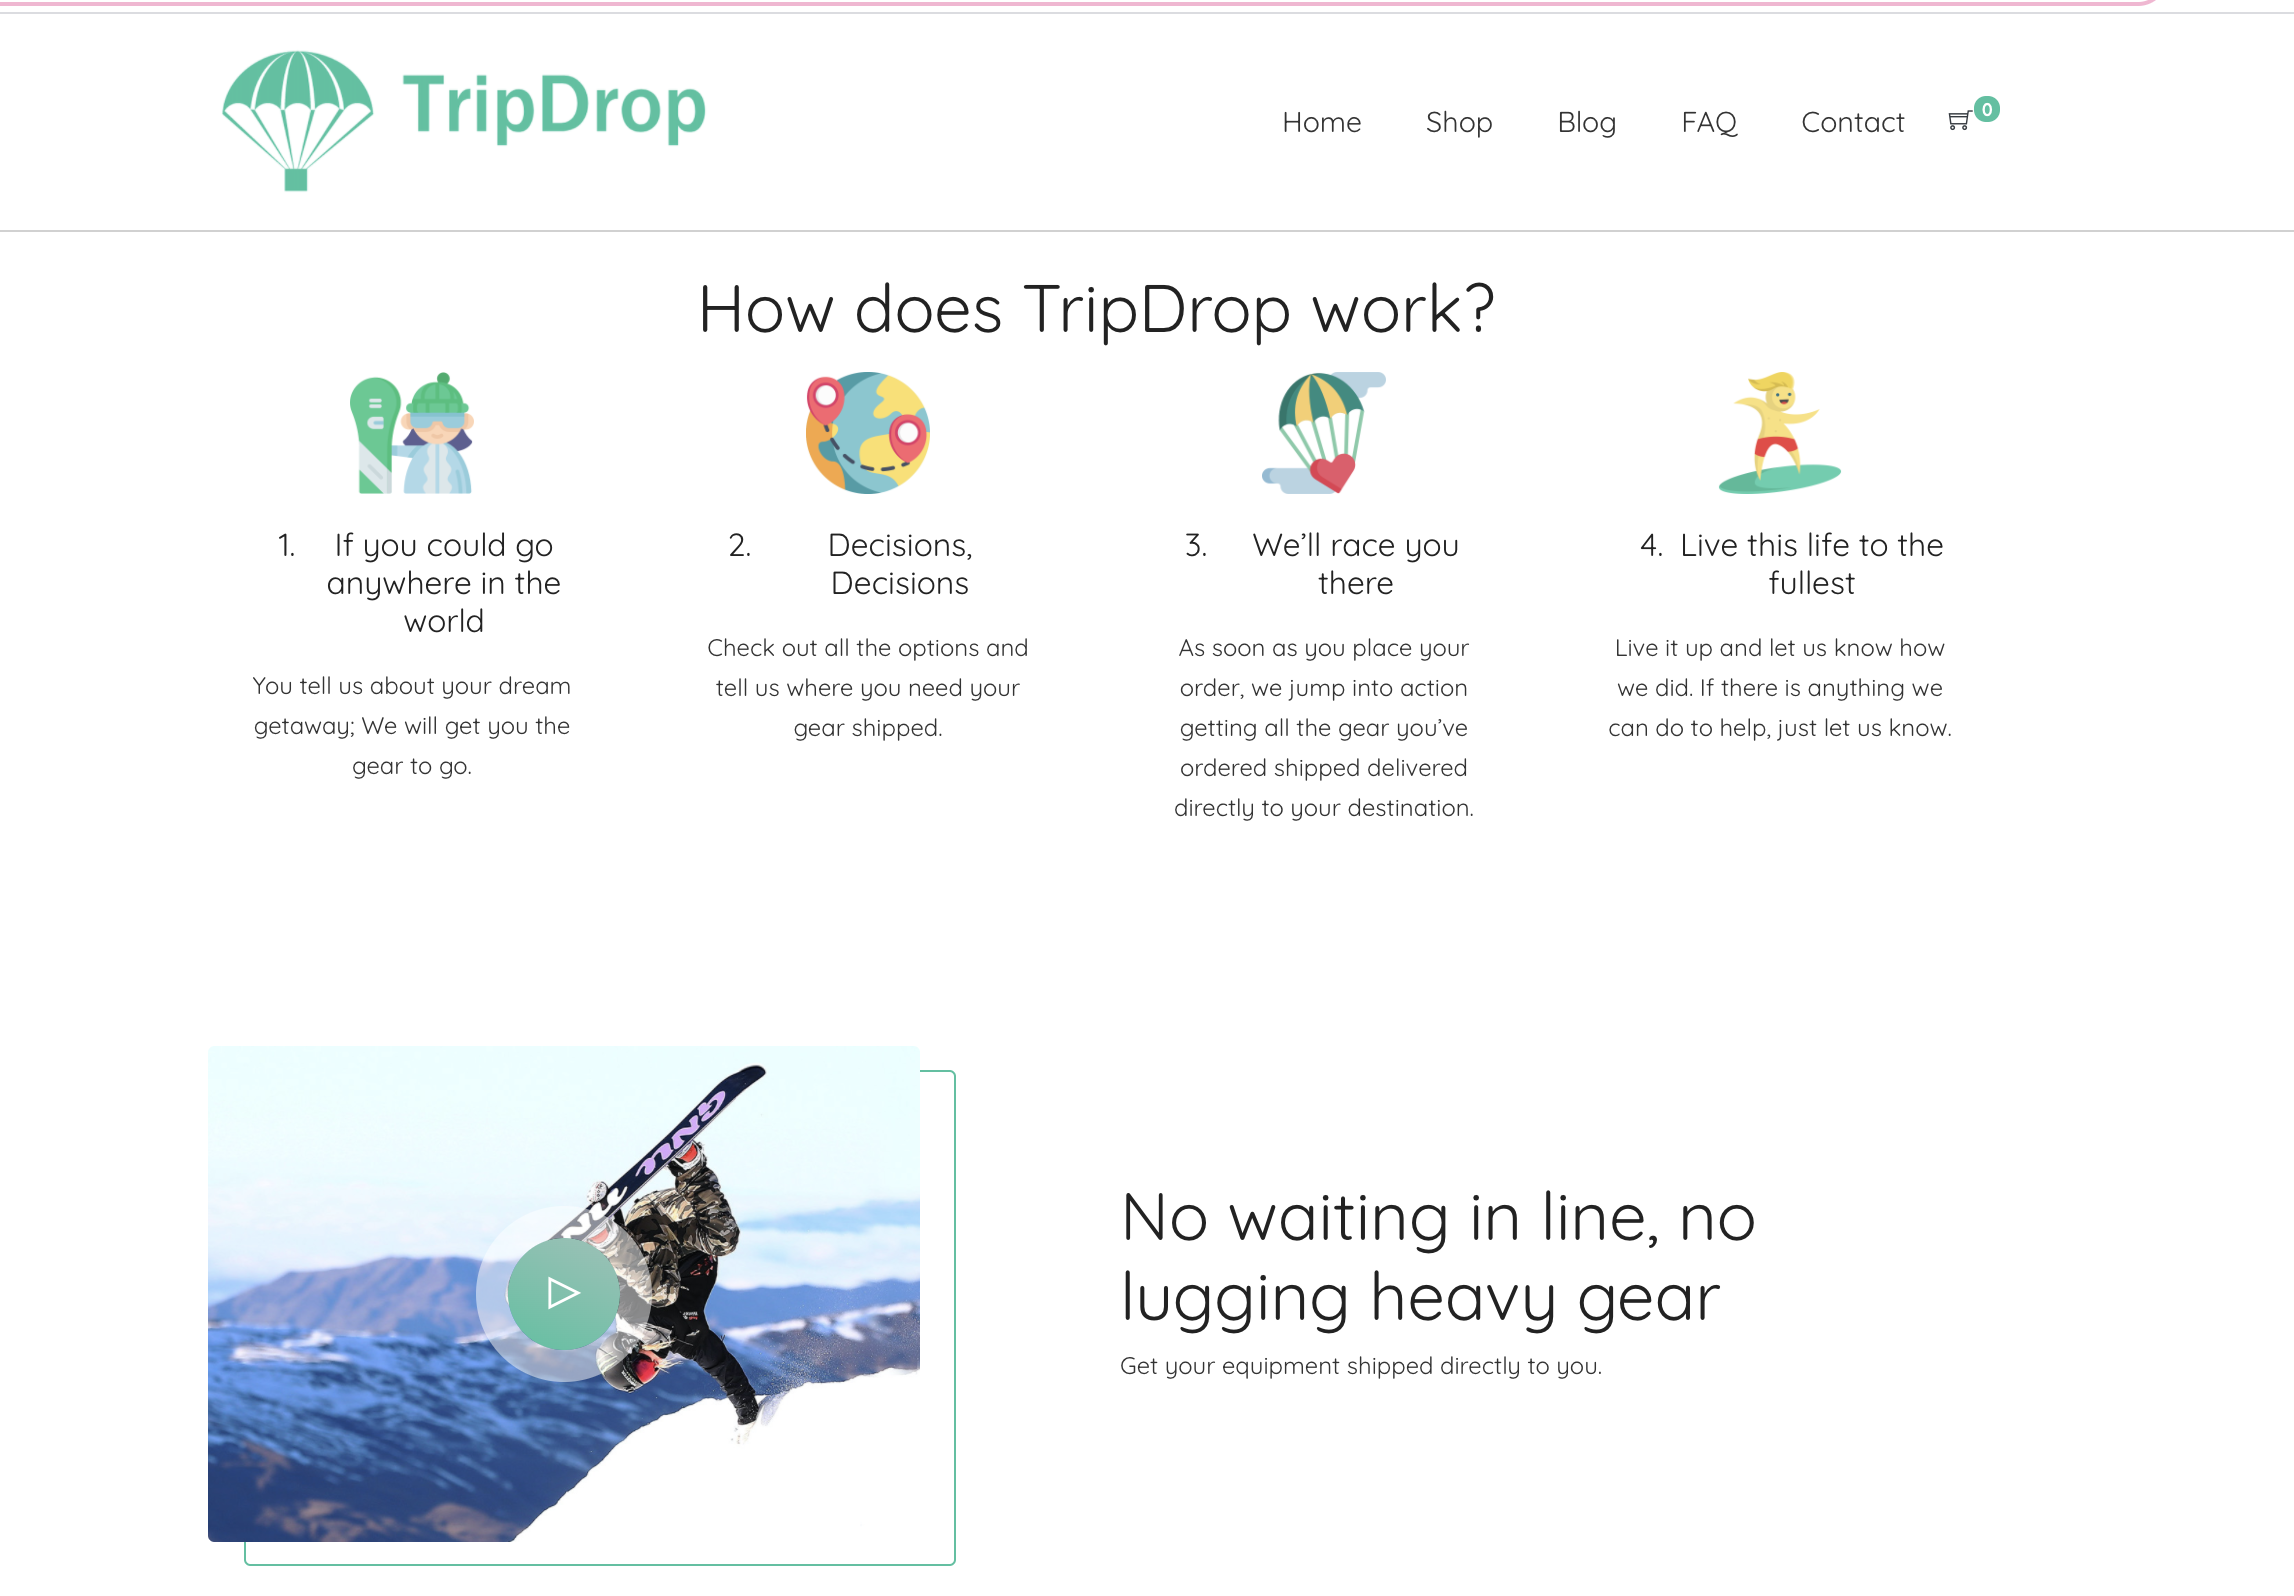 TripDrop
Home
Shop
Blog
FAQ
Contact
0
How does TripDrop work?
1. If you could go
anywhere in the
world
You tell us about your dream
getaway; We will get you the
gear to go.
2. Decisions,
Decisions
Check out all the options and
tell us where you need your
gear shipped.
3. We’ll race you
there
As soon as you place your
order, we jump into action
getting all the gear you’ve
ordered shipped delivered
directly to your destination.
4. Live this life to the
fullest
Live it up and let us know how
we did. If there is anything we
can do to help, just let us know.
GNU
No waiting in line, no
lugging heavy gear
Get your equipment shipped directly to you.